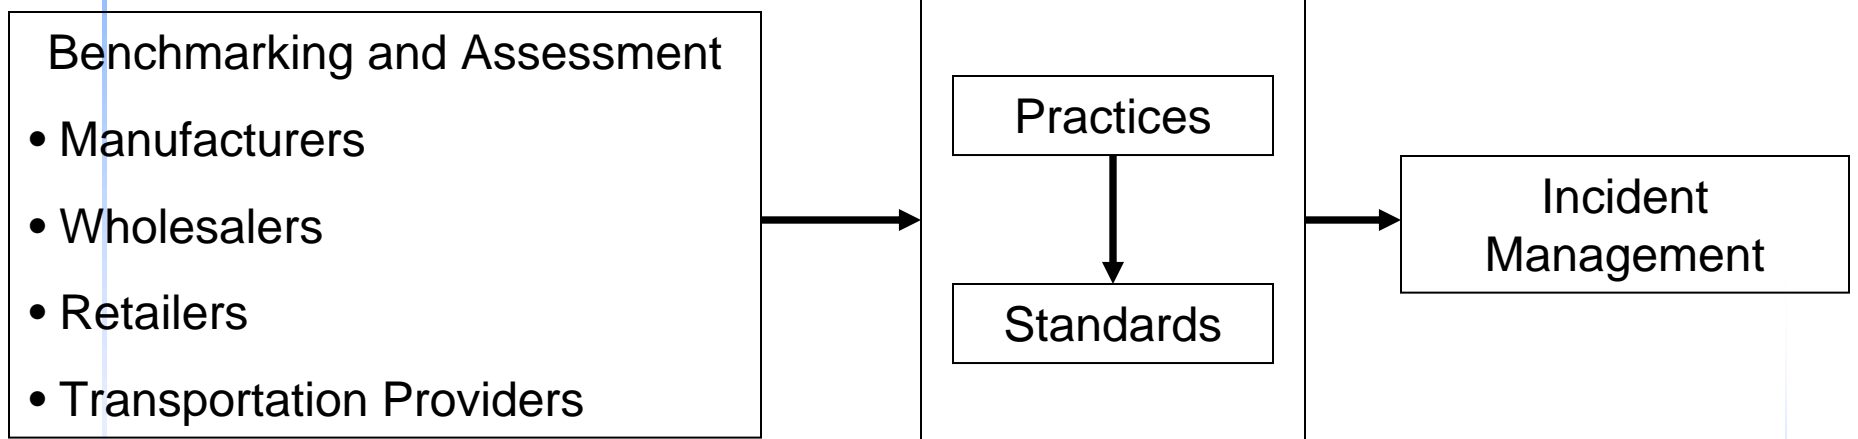 Benchmarking and Assessment
• Manufacturers
• Wholesalers
• Retailers
• Transportation Providers
Practices
Standards
Incident
Management